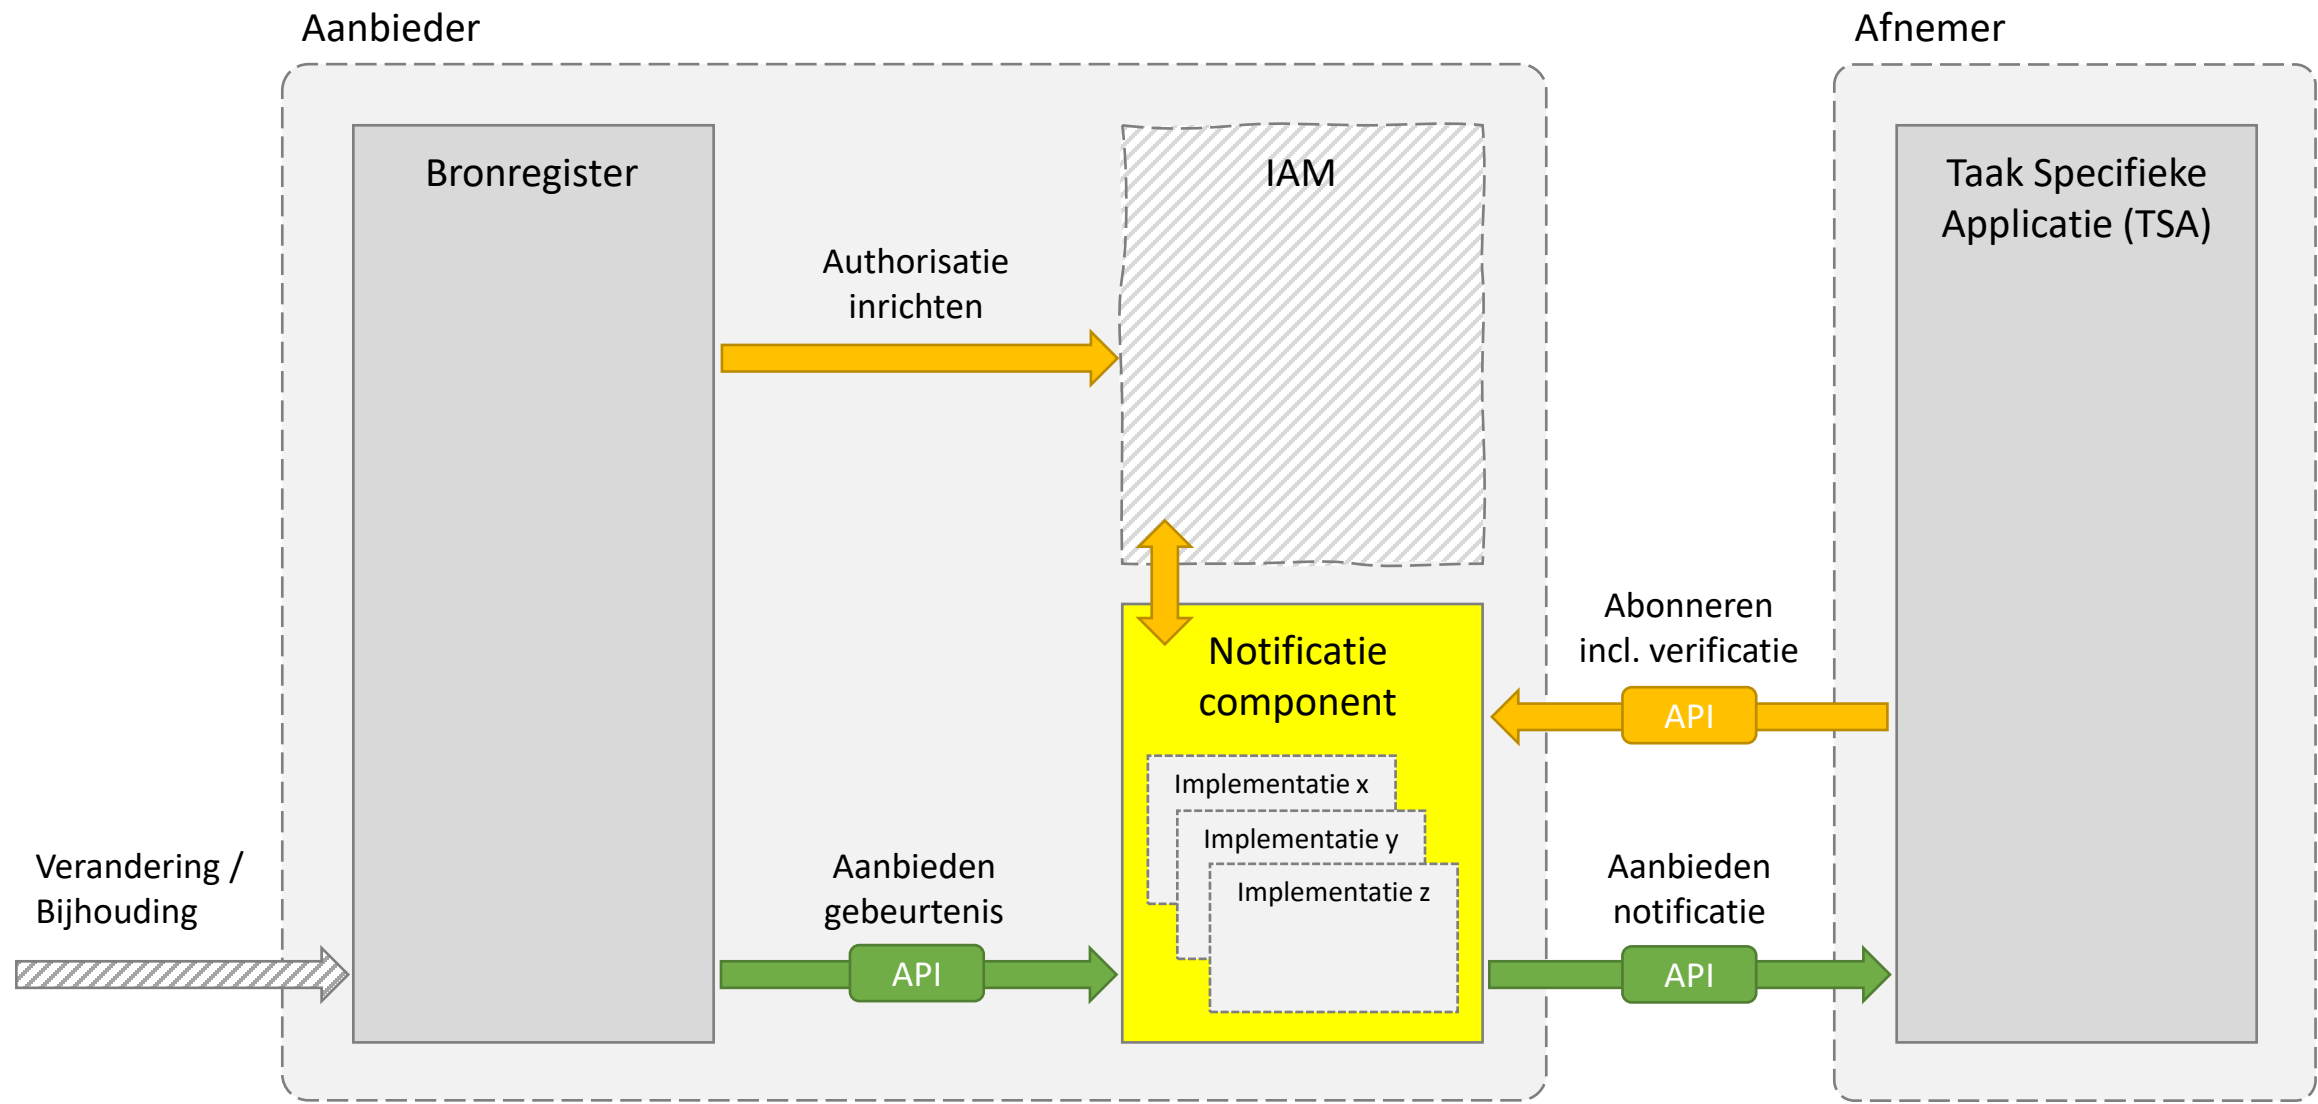 Aanbieder
Afnemer
Bronregister
IAM
Taak Specifieke
Applicatie (TSA)
Authorisatie
inrichten
Abonneren
incl. verificatie
API
Notificatie
component
Implementatie x
Implementatie y
Implementatie z
Verandering /
Bijhouding
Aanbieden
gebeurtenis
API
Aanbieden
notificatie
API